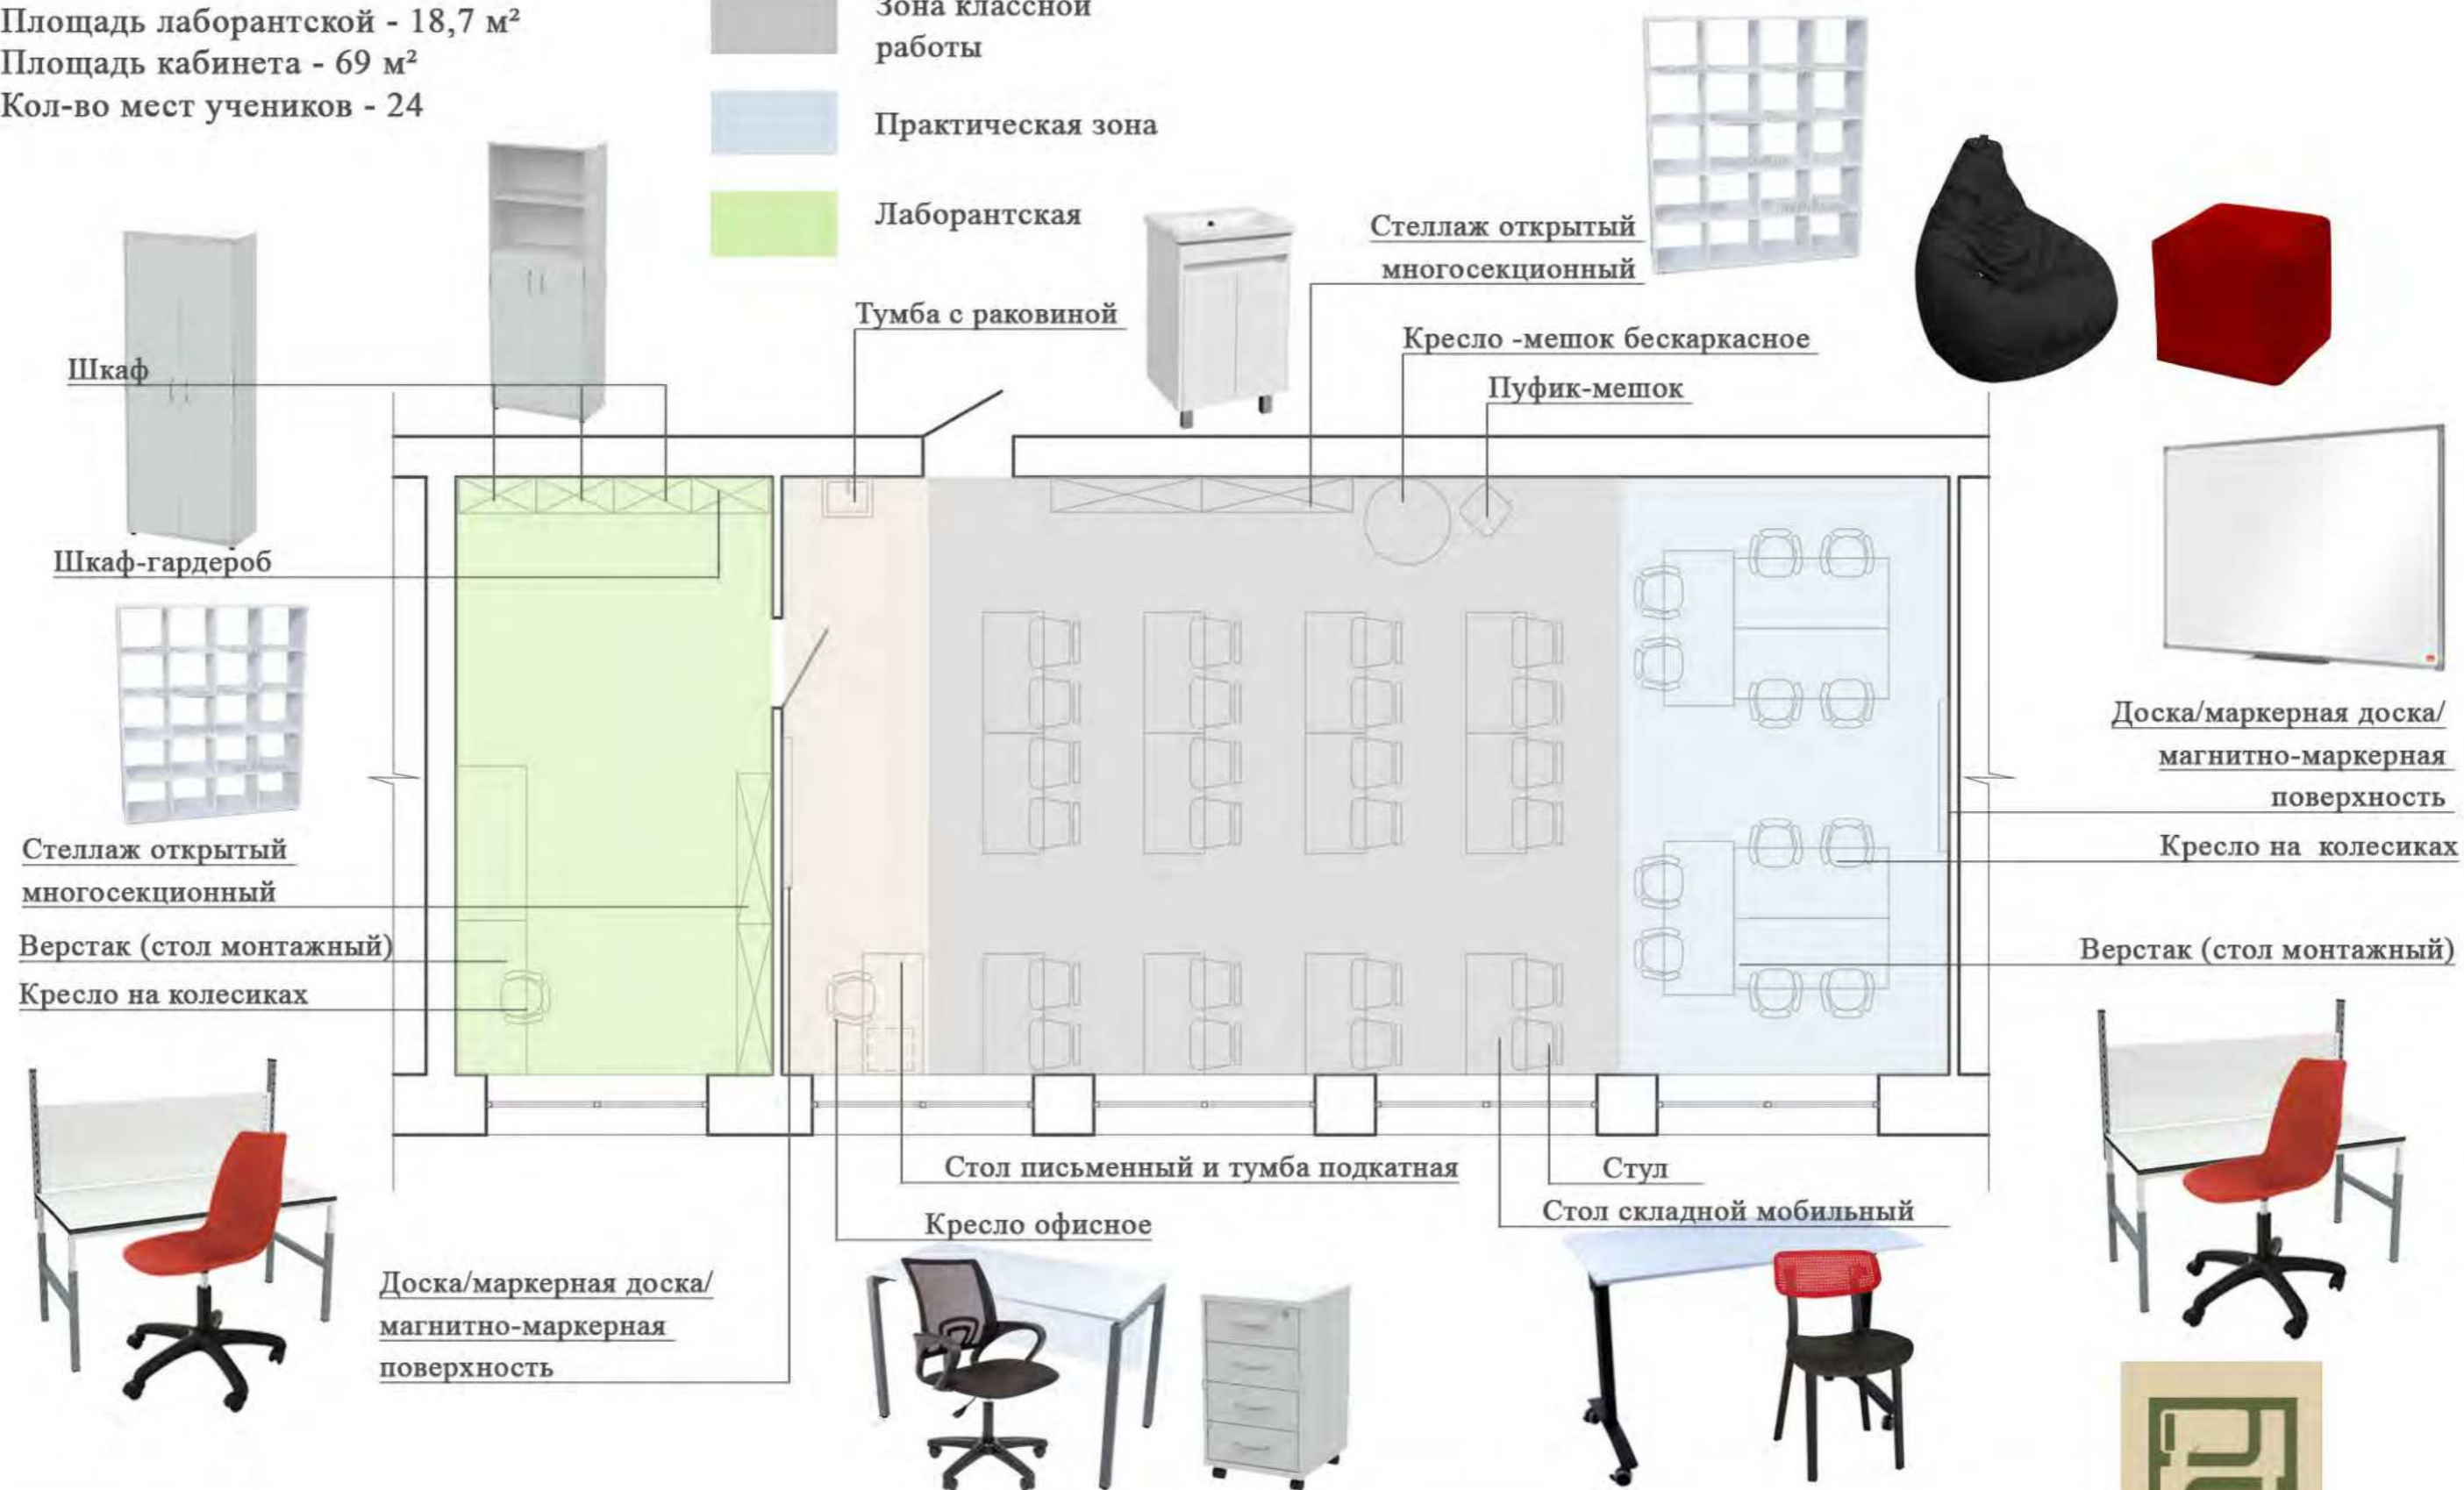 Площадь лаборантской - 18,7 м²
Площадь кабинета - 69 м²
Кол-во мест учеников - 24
Зона классной
работы
Практическая зона
Лаборантская
Стеллаж открытый
многосекционный
Тумба с раковиной
Кресло -мешок бескаркасное
Пуфик-мешок
Шкаф
Шкаф-гардероб
Доска/маркерная доска/
магнитно-маркерная
поверхность
Кресло на колесиках
Стеллаж открытый
многосекционный
Верстак (стол монтажный)
Кресло на колесиках
Верстак (стол монтажный)
Стол письменный и тумба подкатная
Стул
Стол складной мобильный
Кресло офисное
Доска/маркерная доска/
магнитно-маркерная
поверхность